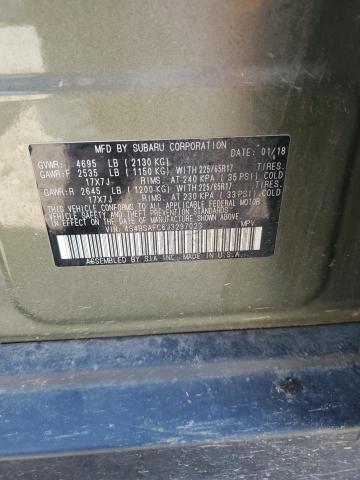 MFD BY SUBARU CORPORATION DATE: 01/18
GVWR: 4695 LB (2130 KG)
GAWR:F 2535 LB (1150 KG) WITH 225/65R17 TIRES.
17X7J RIMS. AT 240 KPA (35 PSI) COLD
GAWR:R 2645 LB (1200 KG) WITH 225/65R17 TIRES.
17X7J RIMS. AT 230 KPA (33 PSI) COLD
THIS VEHICLE CONFORMS TO ALL APPLICABLE
FEDERAL MOTOR VEHICLE SAFETY
STANDARDS IN EFFECT ON THE DATE OF
MANUFACTURE SHOWN ABOVE.
VIN: 4S4BSAFC6J3297023 MPV
ASSEMBLED BY SIA INC. MADE IN U.S.A.